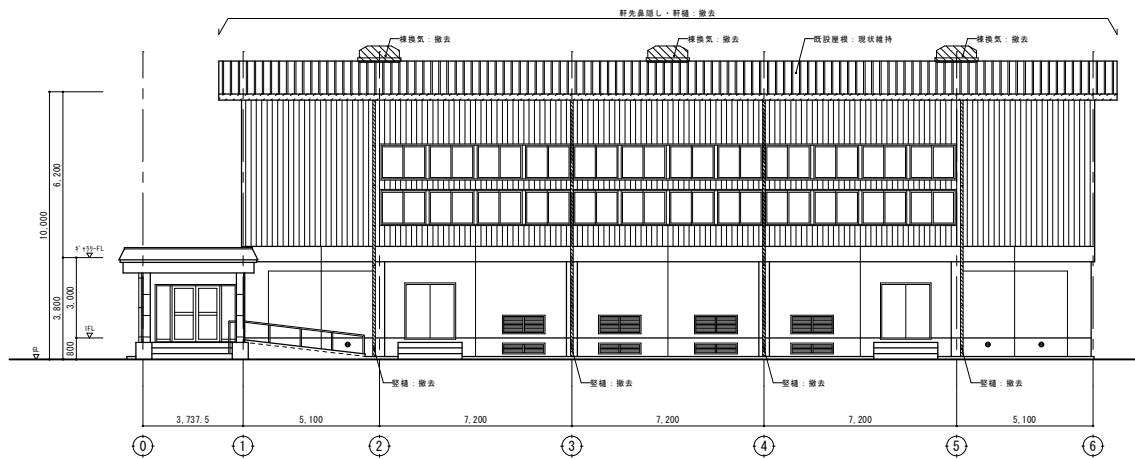 軒先鼻隠し・軒樋：撤去
棟換気：撤去
棟換気：撤去
既設屋根：現状維持
棟換気：撤去
10,000
6,200
3,800
3,000
800
ｷﾞｬﾗﾘｰFL
1FL
竪樋：撤去
竪樋：撤去
竪樋：撤去
竪樋：撤去
3,737.5
5,100
7,200
7,200
7,200
5,100
0
1
2
3
4
5
6